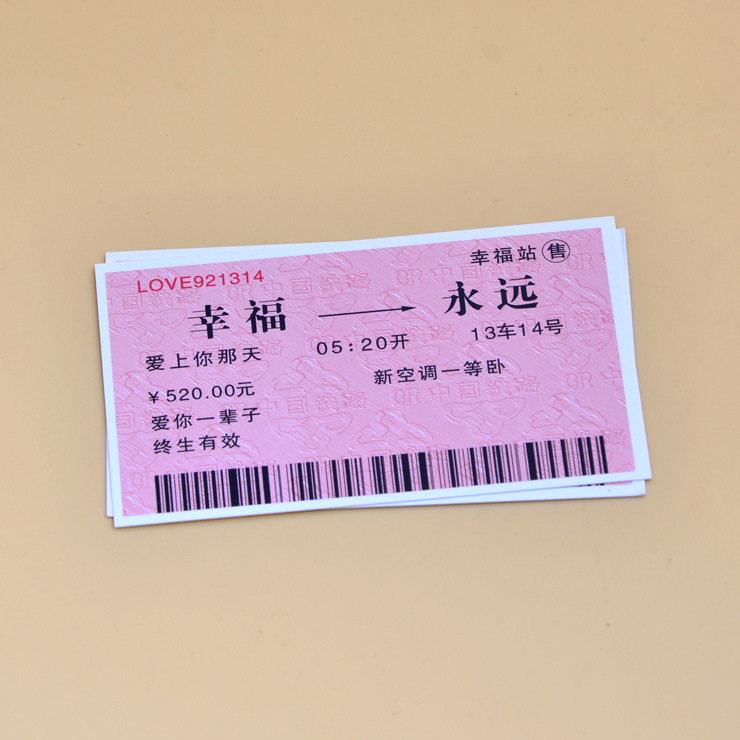 LOVE921314
幸福站 售
幸福 → 永远
爱上你那天
05:20开
13车14号
¥520.00元
新空调一等卧
爱你一辈子
终生有效